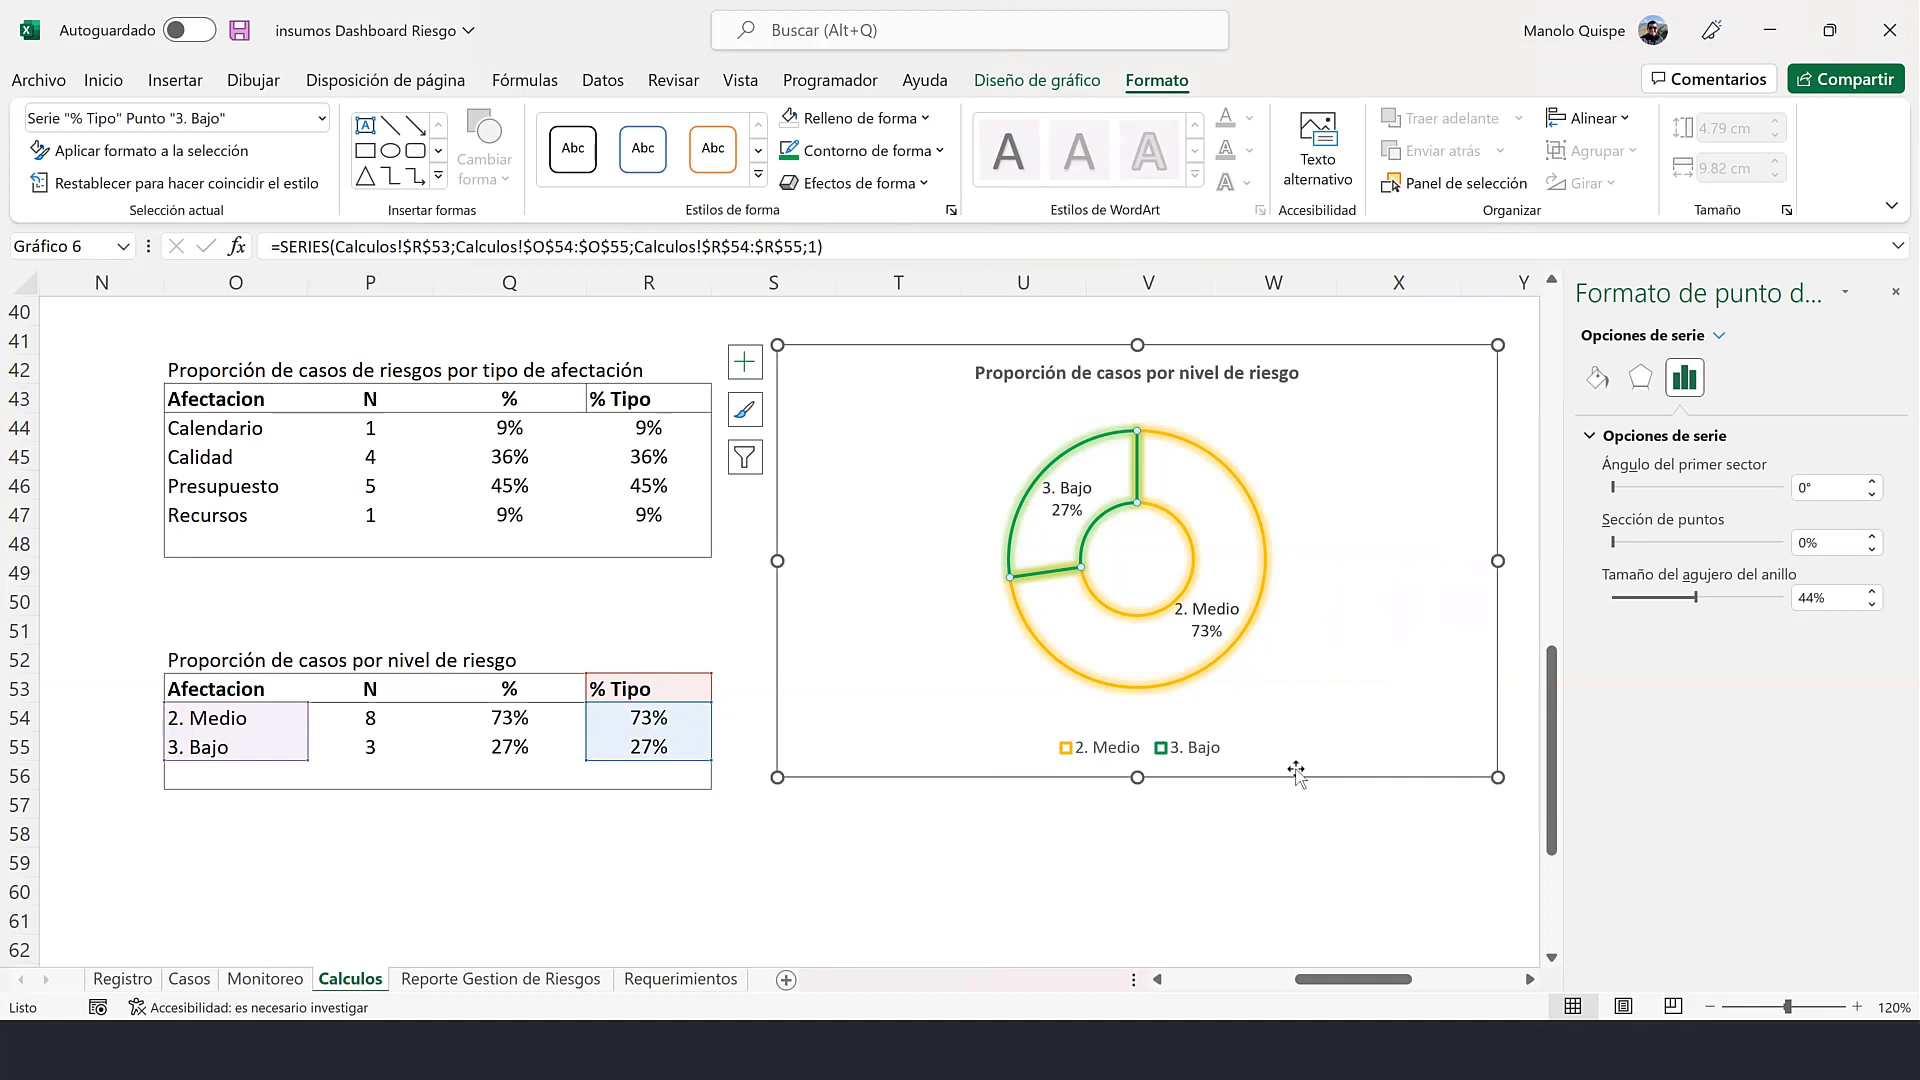 Autoguardado
insumos Dashboard Riesgo
Buscar (Alt+Q)
Manolo Quispe
Archivo Inicio Insertar Dibujar Disposición de página Fórmulas Datos Revisar Vista Programador Ayuda Diseño de gráfico Formato
Comentarios
Compartir
Serie "% Tipo" Punto "3. Bajo"
Aplicar formato a la selección
Restablecer para hacer coincidir el estilo
Selección actual
Cambiar
forma
Insertar formas
Abc Abc Abc
Relleno de forma
Contorno de forma
Efectos de forma
Estilos de forma
A A A
A
A
A
Estilos de WordArt
Texto
alternativo
Accesibilidad
Traer adelante
Enviar atrás
Panel de selección
Alinear
Agrupar
Girar
Organizar
4.79 cm
9.82 cm
Tamaño
Gráfico 6
fx
=SERIES(Calculos!$R$53;Calculos!$O$54:$O$55;Calculos!$R$54:$R$55;1)
N O P Q R S T U V W X Y
40
41
42 Proporción de casos de riesgos por tipo de afectación
43 Afectacion N % % Tipo
44 Calendario 1 9% 9%
45 Calidad 4 36% 36%
46 Presupuesto 5 45% 45%
47 Recursos 1 9% 9%
48
49
50
51
52 Proporción de casos por nivel de riesgo
53 Afectacion N % % Tipo
54 2. Medio 8 73% 73%
55 3. Bajo 3 27% 27%
56
57
58
59
60
61
62
Proporción de casos por nivel de riesgo
3. Bajo
27%
2. Medio
73%
2. Medio 3. Bajo
Formato de punto d...
Opciones de serie
Opciones de serie
Ángulo del primer sector
0°
Sección de puntos
0%
Tamaño del agujero del anillo
44%
Registro Casos Monitoreo Calculos Reporte Gestion de Riesgos Requerimientos
Listo
Accesibilidad: es necesario investigar
120%